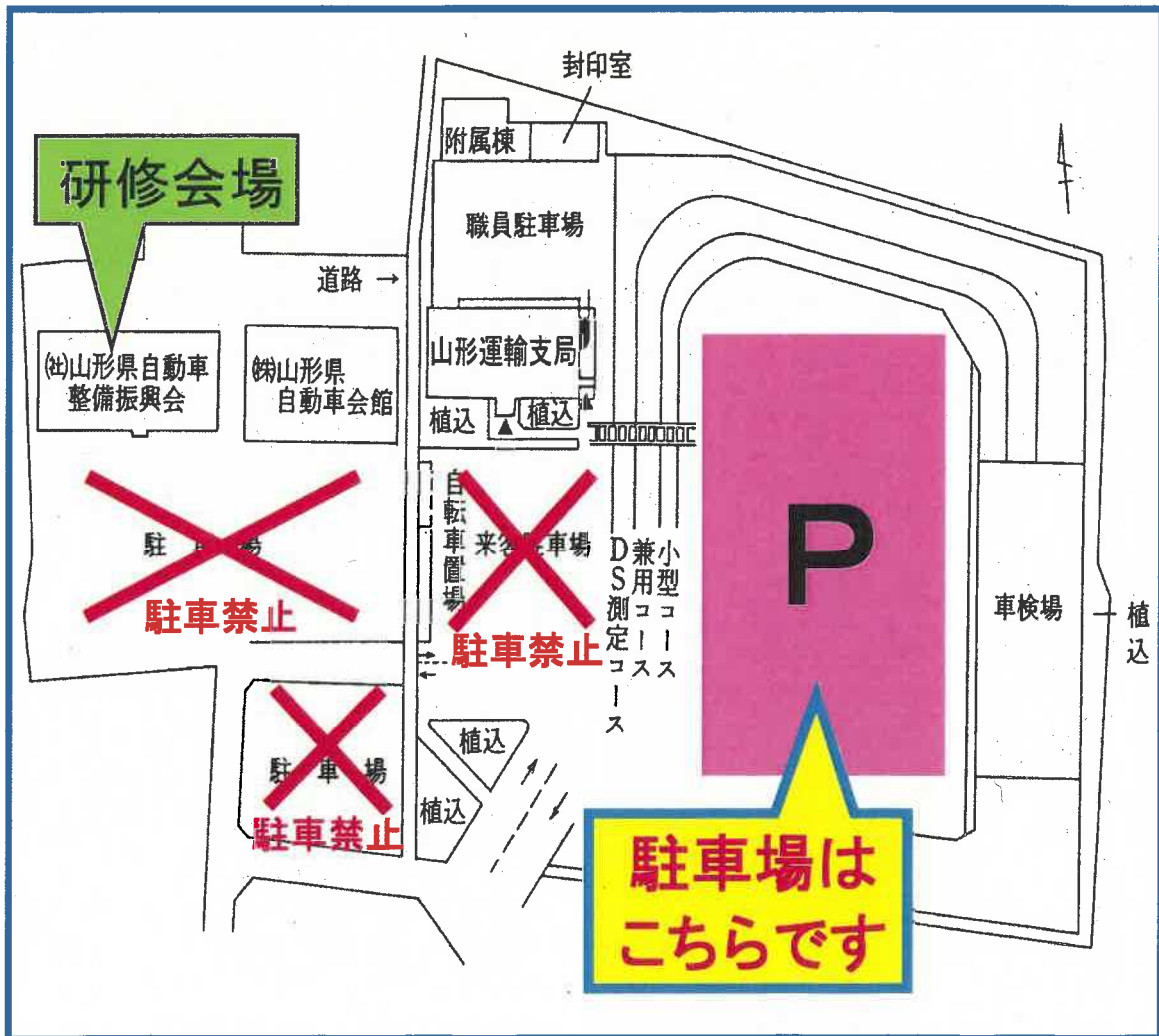 封印室
附属棟
研修会場
職員駐車場
道路 →
山形運輸支局
㈳山形県自動車
整備振興会
㈱山形県
自動車会館
植込
植込
自転車置場
駐車場
駐車禁止
来客駐車場
駐車禁止
DS測定コース
兼用コース
小型コース
P
車検場
植込
駐車場
駐車禁止
植込
植込
駐車場は
こちらです